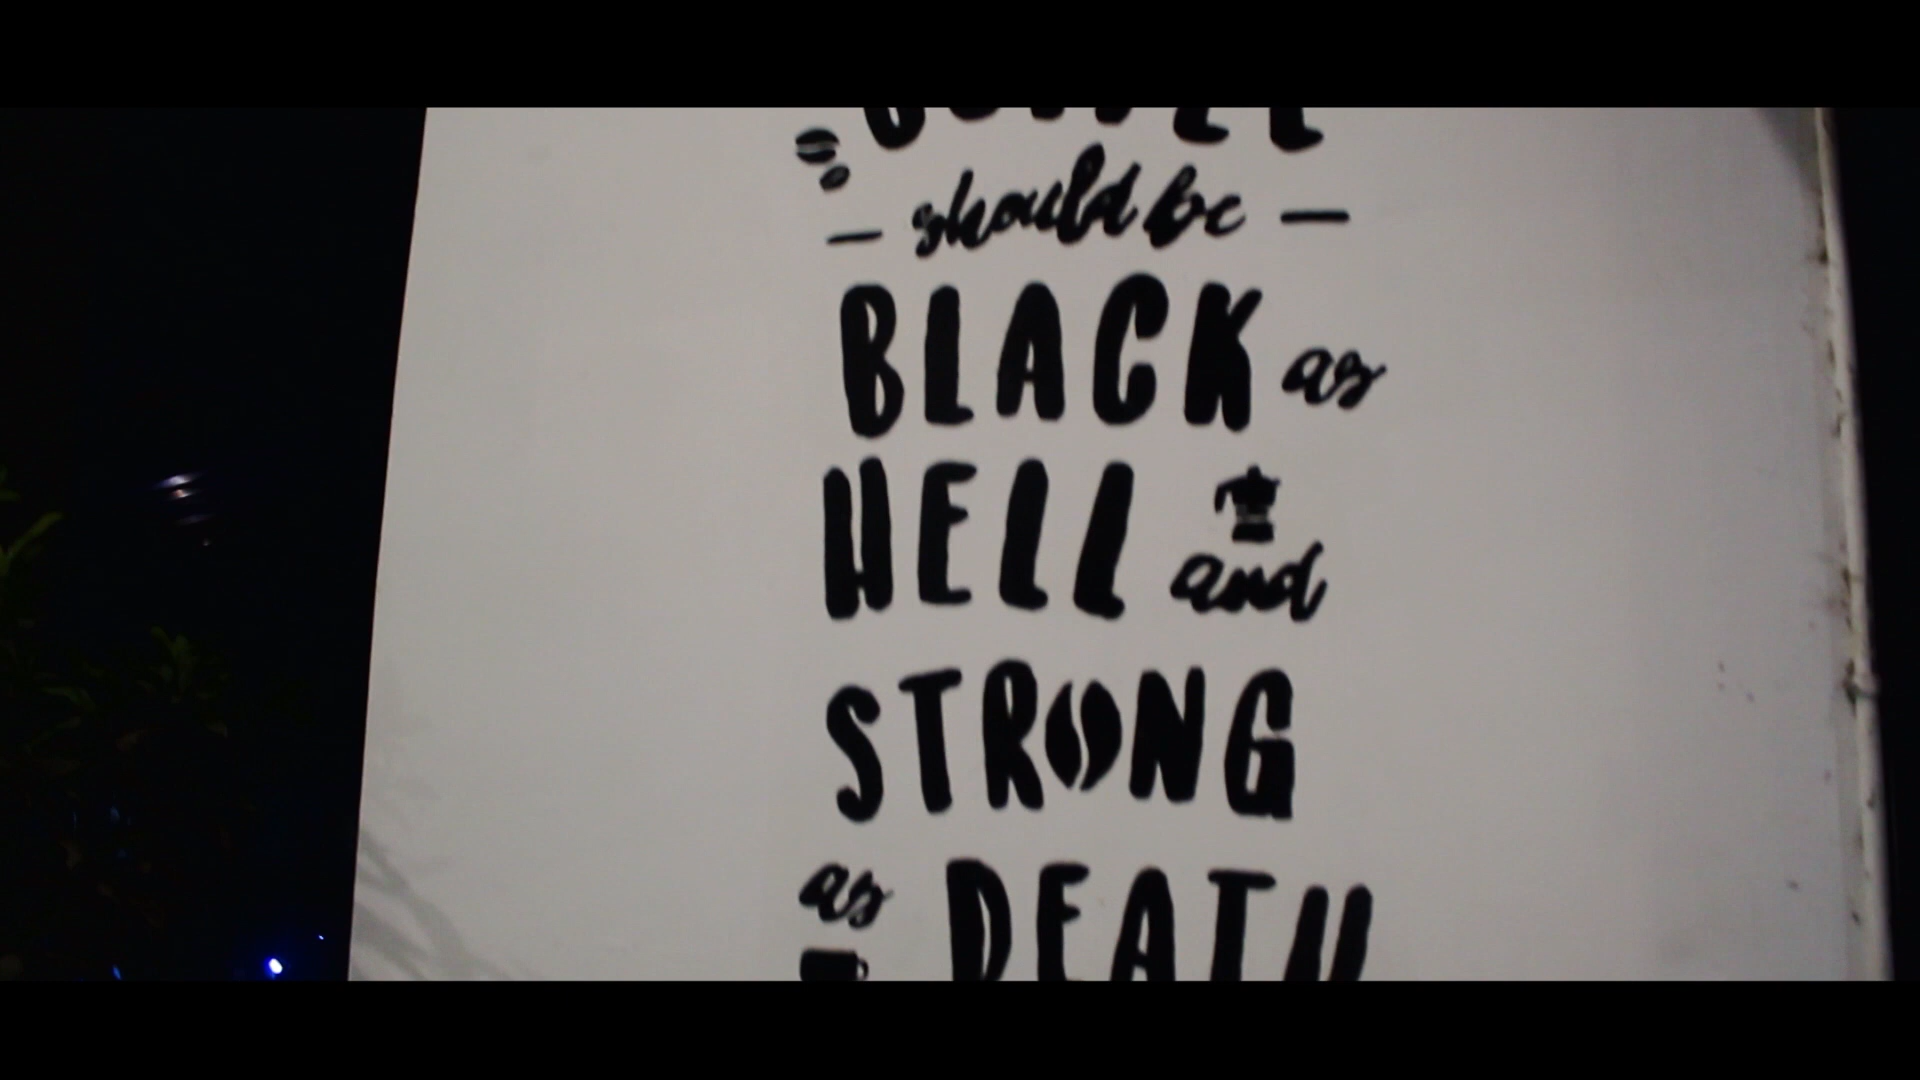 should be
BLACK as
HELL and
STRONG
as DEATH